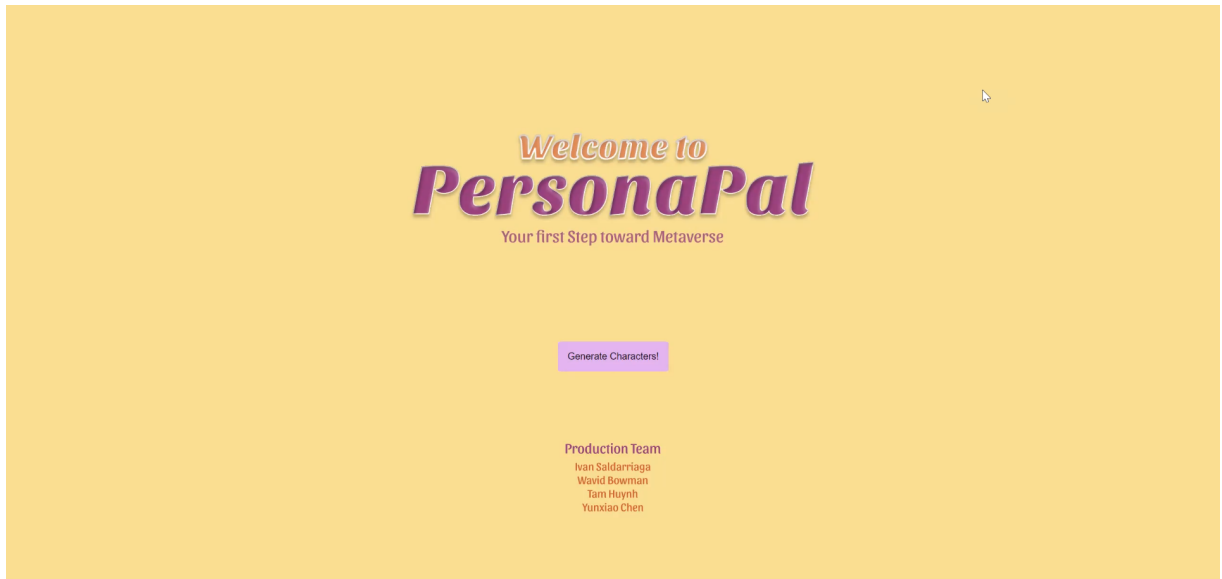 Welcome to
PersonaPal
Your first Step toward Metaverse
Generate Characters!
Production Team
Ivan Saldarriaga
Wavid Bowman
Tam Huynh
Yunxiao Chen